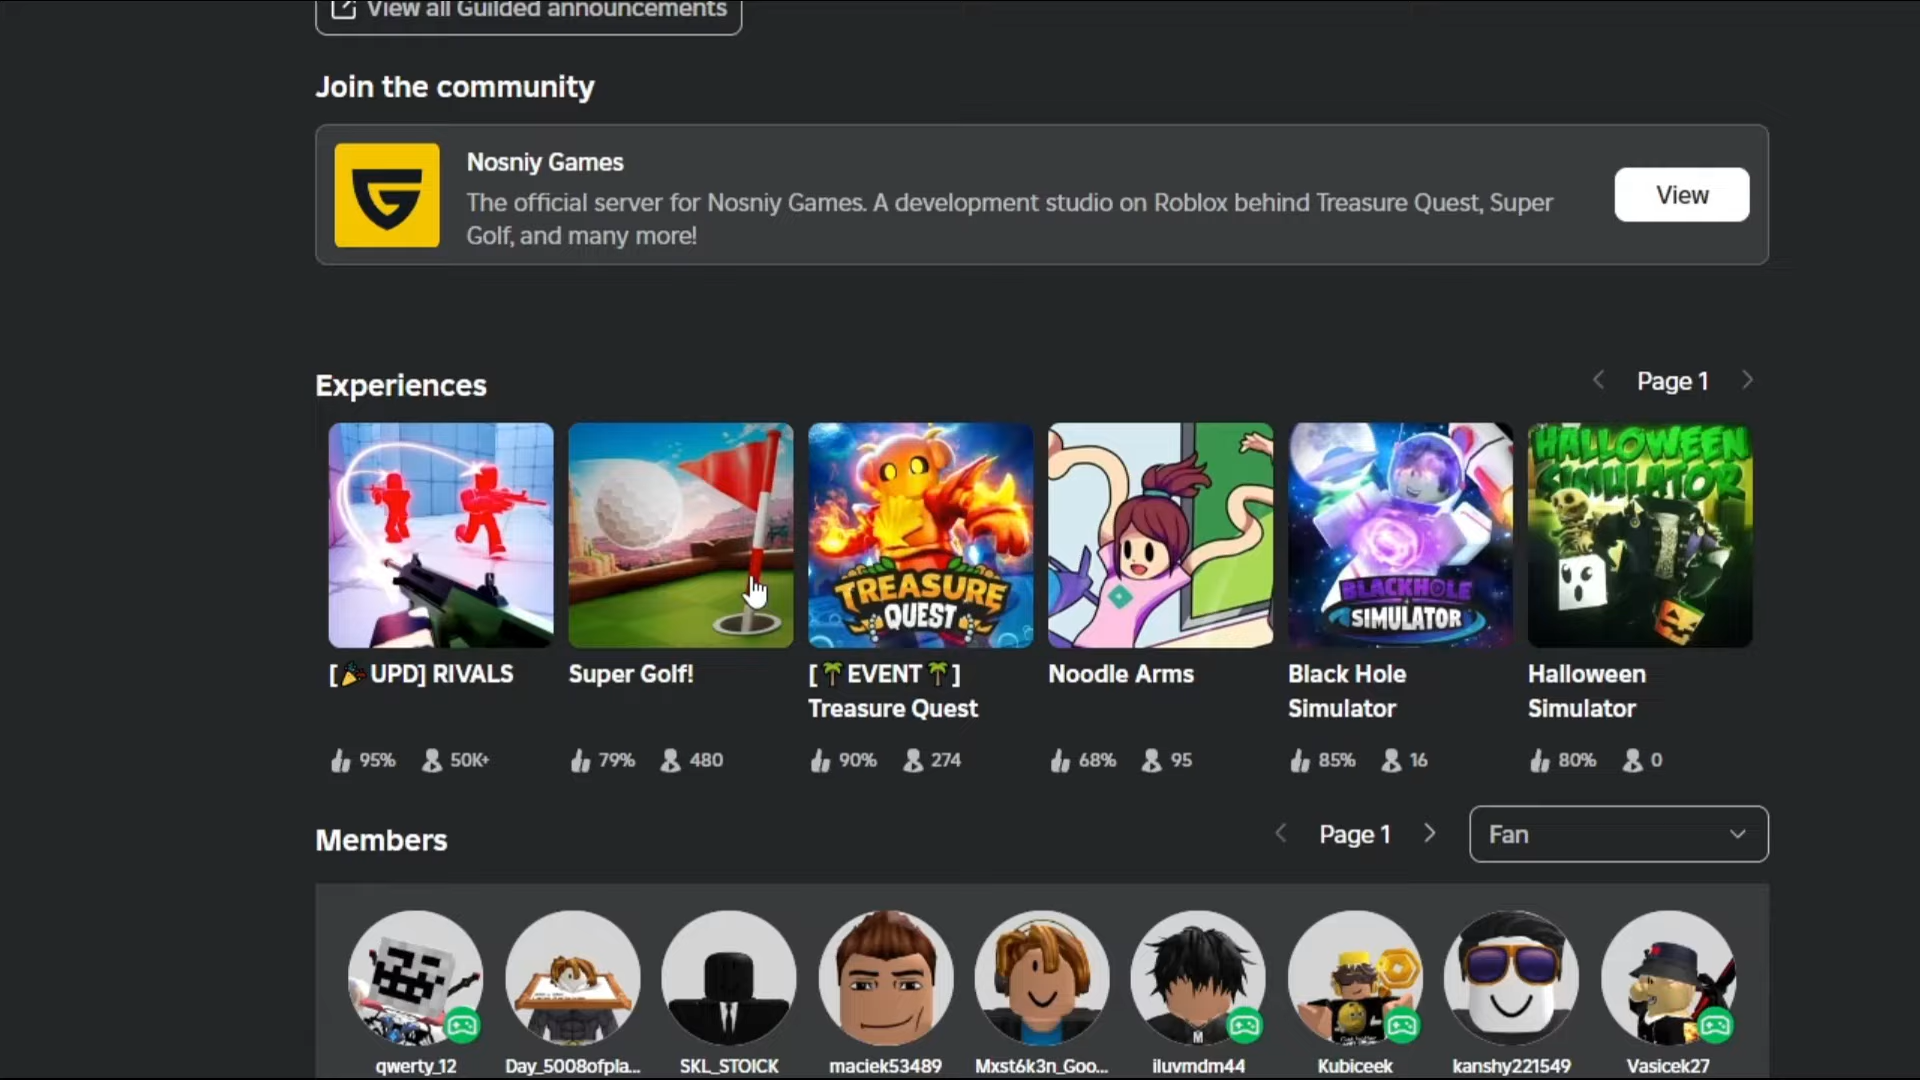 View all Guilded announcements
Join the community
Nosniy Games
The official server for Nosniy Games. A development studio on Roblox behind Treasure Quest, Super
Golf, and many more!
View
Experiences
Page 1
TREASURE
QUEST
BLACKHOLE
SIMULATOR
HALLOWEEN
SIMULATOR
[🎉UPD] RIVALS
Super Golf!
[🌴EVENT🌴]
Treasure Quest
Noodle Arms
Black Hole
Simulator
Halloween
Simulator
95% 50K+
79% 480
90% 274
68% 95
85% 16
80% 0
Members
Page 1
Fan
qwerty_12
Day_5008ofpla...
SKL_STOICK
maciek53489
Mxst6k3n_Goo...
iluvmdm44
Kubiceek
kanshy221549
Vasicek27